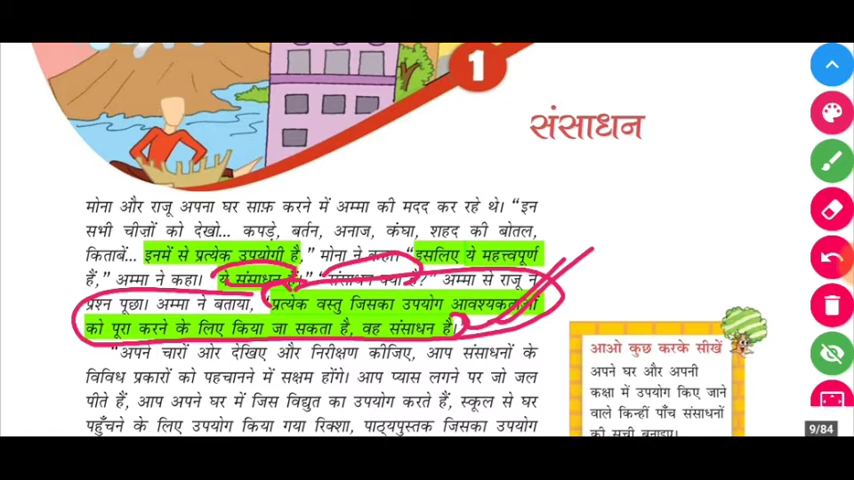 1
संसाधन
मोना और राजू अपना घर साफ़ करने में अम्मा की मदद कर रहे थे। “इन
सभी चीज़ों को देखो... कपड़े, बर्तन, अनाज, कंघा, शहद की बोतल,
किताबें... इनमें से प्रत्येक उपयोगी है,” मोना ने कहा। “इसलिए ये महत्त्वपूर्ण
हैं,” अम्मा ने कहा। “ये संसाधन हैं।” “संसाधन क्या है?” अम्मा से राजू ने
प्रश्न पूछा। अम्मा ने बताया, “प्रत्येक वस्तु जिसका उपयोग आवश्यकताओं
को पूरा करने के लिए किया जा सकता है, वह संसाधन है।
“अपने चारों ओर देखिए और निरीक्षण कीजिए, आप संसाधनों के
विविध प्रकारों को पहचानने में सक्षम होंगे। आप प्यास लगने पर जो जल
पीते हैं, आप अपने घर में जिस विद्युत का उपयोग करते हैं, स्कूल से घर
पहुँचने के लिए उपयोग किया गया रिक्शा, पाठ्यपुस्तक जिसका उपयोग
आओ कुछ करके सीखें
अपने घर और अपनी
कक्षा में उपयोग किए जाने
वाले किन्हीं पाँच संसाधनों
की सूची बनाइए।
9/84